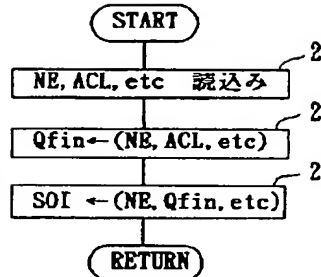 START
2
NE, ACL, etc 読込み
2
Qfin←(NE, ACL, etc)
2
SOI ←(NE, Qfin, etc)
RETURN